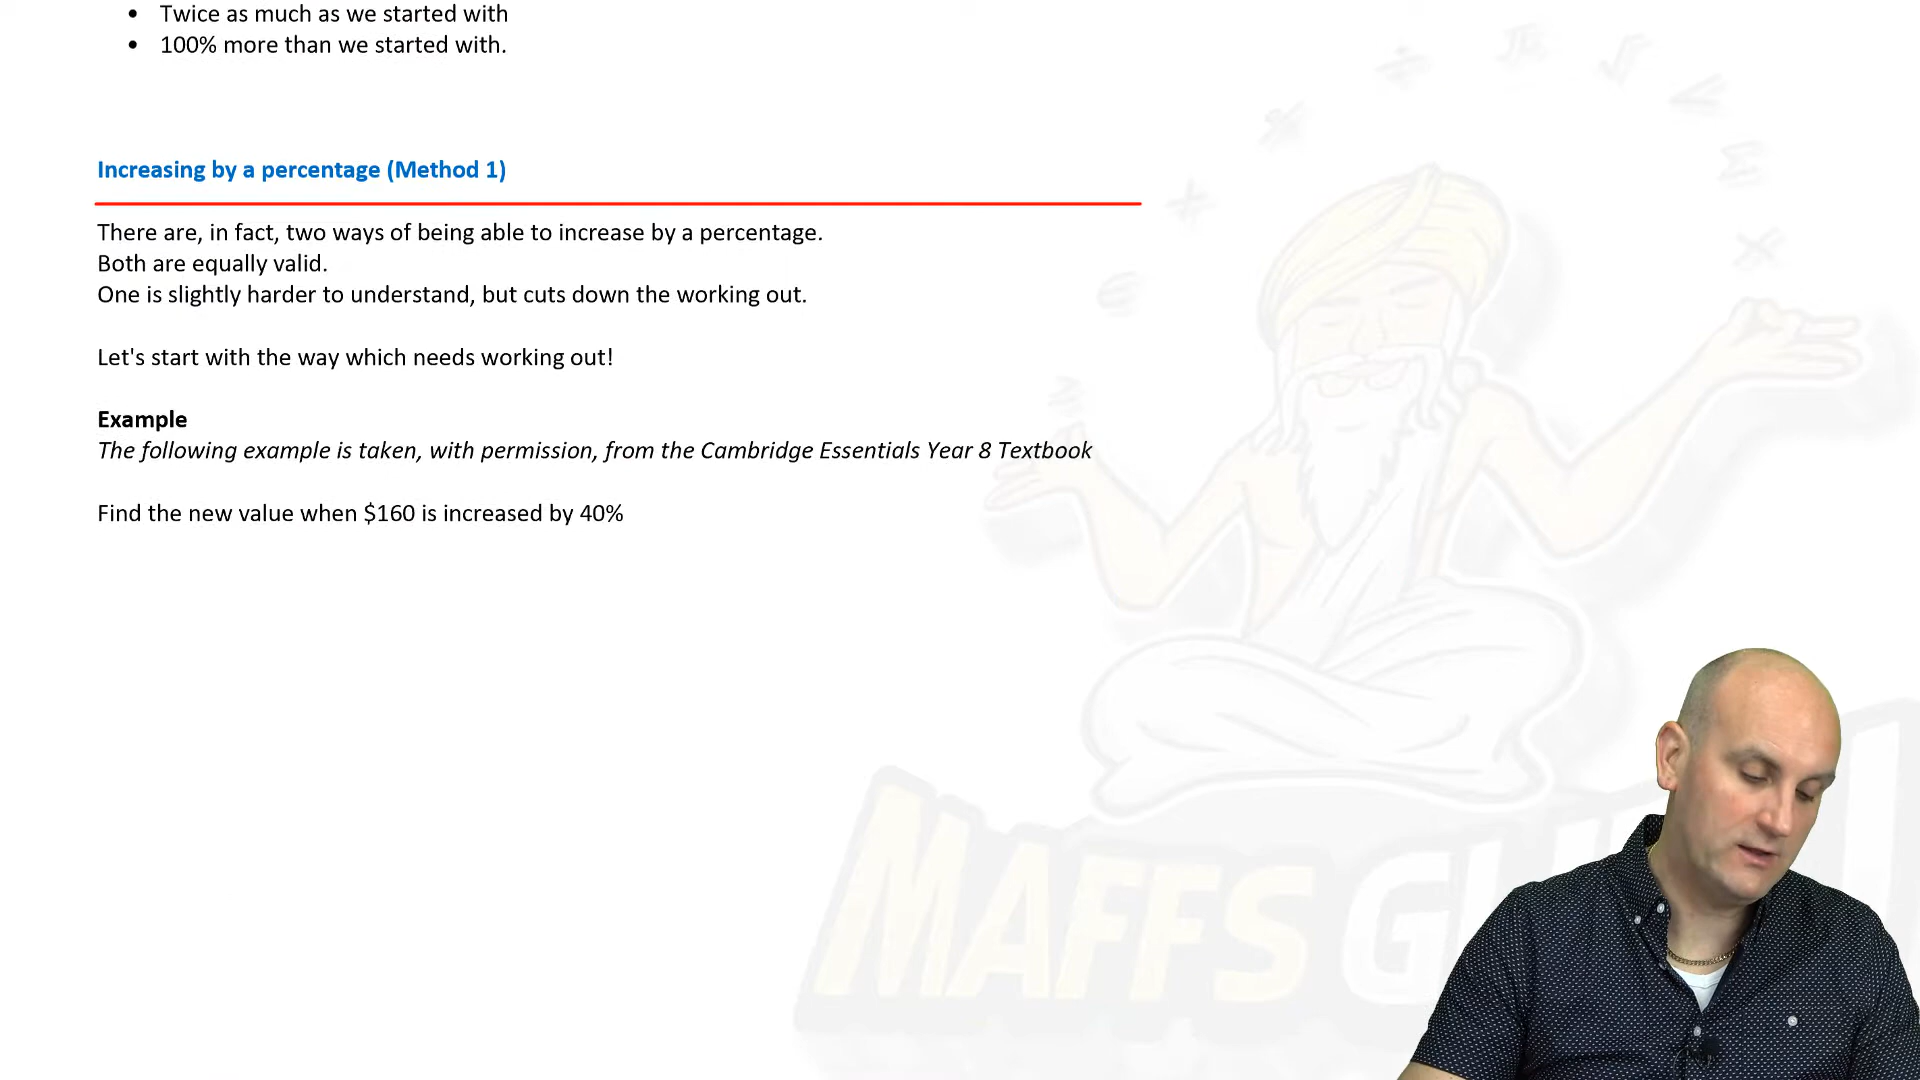 • Twice as much as we started with
• 100% more than we started with.
Increasing by a percentage (Method 1)
There are, in fact, two ways of being able to increase by a percentage.
Both are equally valid.
One is slightly harder to understand, but cuts down the working out.
Let's start with the way which needs working out!
Example
The following example is taken, with permission, from the Cambridge Essentials Year 8 Textbook
Find the new value when $160 is increased by 40%
MAFFS G